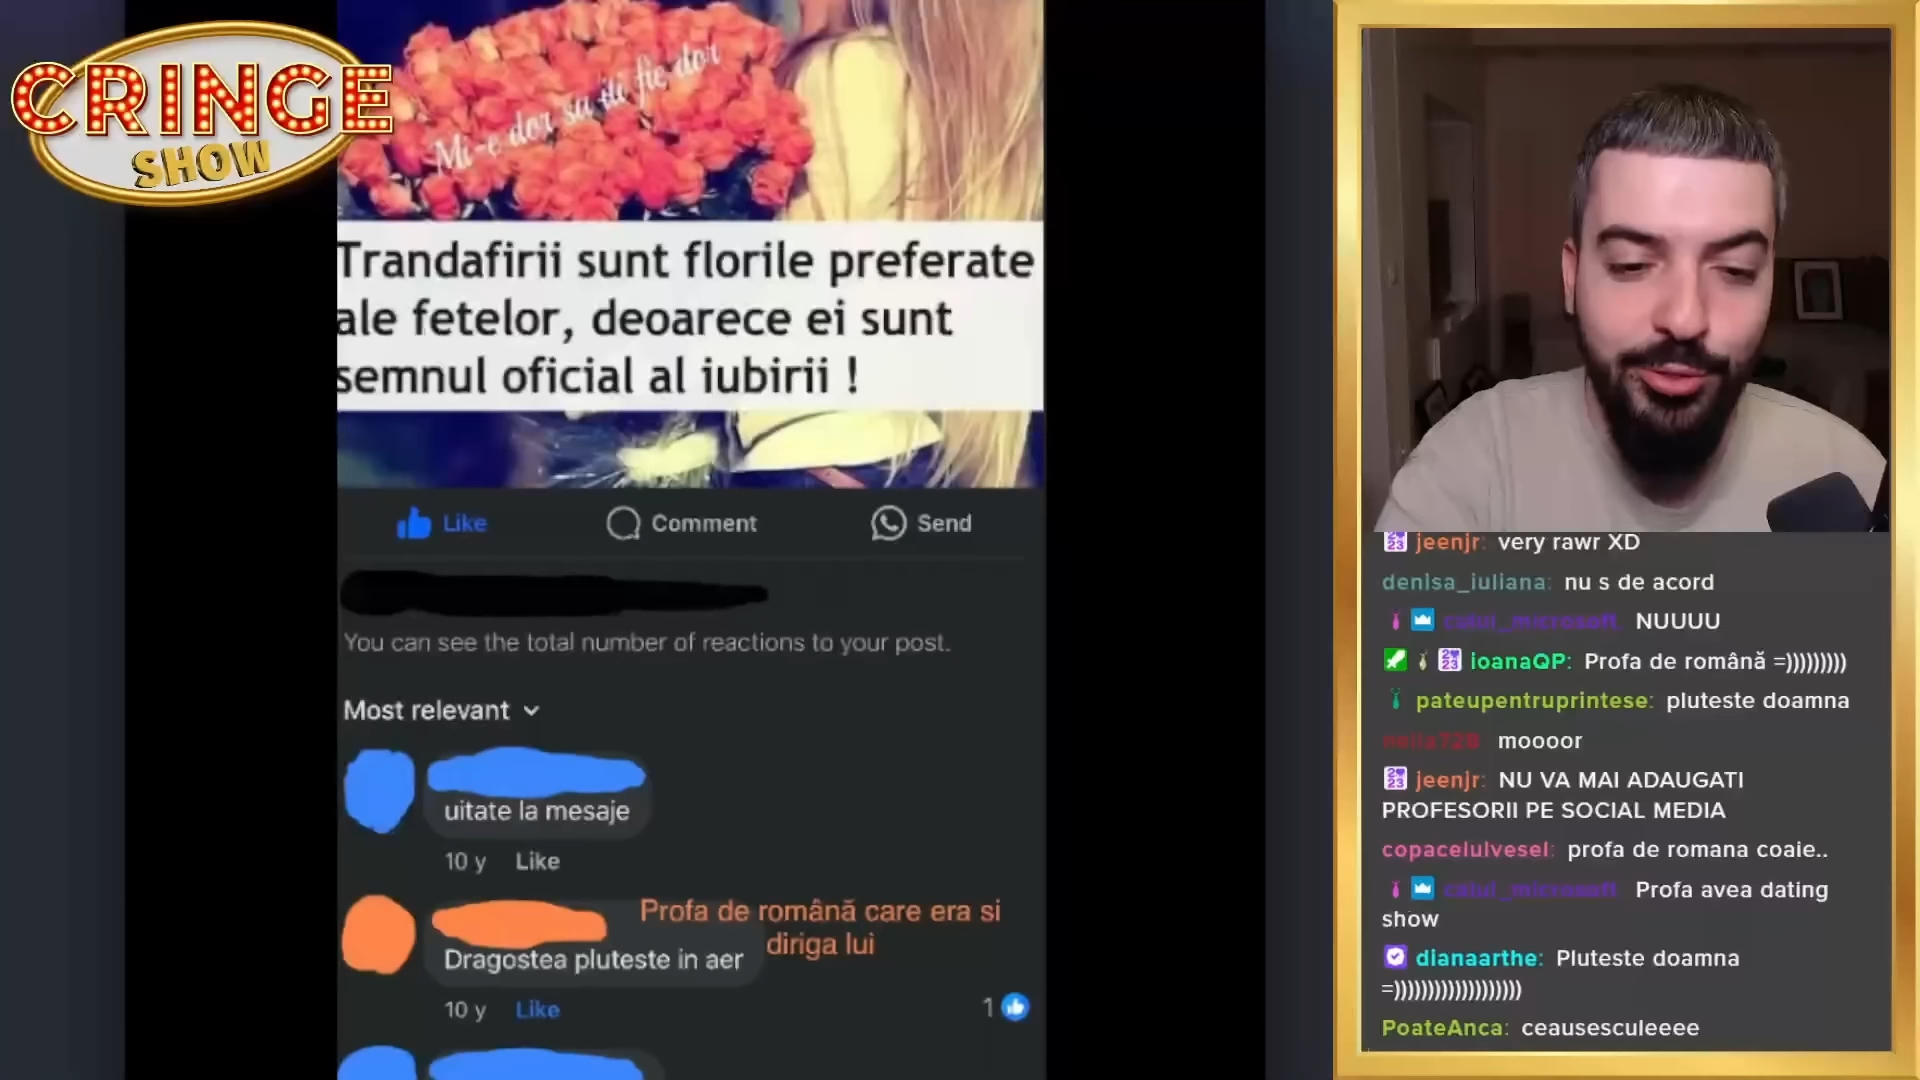 CRINGE
SHOW
Mi-e dor sa iti fie dor
Trandafirii sunt florile preferate
ale fetelor, deoarece ei sunt
semnul oficial al iubirii !
Like
Comment
Send
You can see the total number of reactions to your post.
Most relevant
uitate la mesaje
10 y Like
Profa de română care era si
diriga lui
Dragostea pluteste in aer
10 y Like
1
jeenjr: very rawr XD
denisa_iuliana: nu s de acord
NUUUU
ioanaQP: Profa de română =)))))))))
pateupentruprintese: pluteste doamna
moooor
jeenjr: NU VA MAI ADAUGATI
PROFESORII PE SOCIAL MEDIA
copacelulvesel: profa de romana coaie..
Profa avea dating
show
dianaarthe: Pluteste doamna
=)))))))))))))))))))
PoateAnca: ceausesculeeee